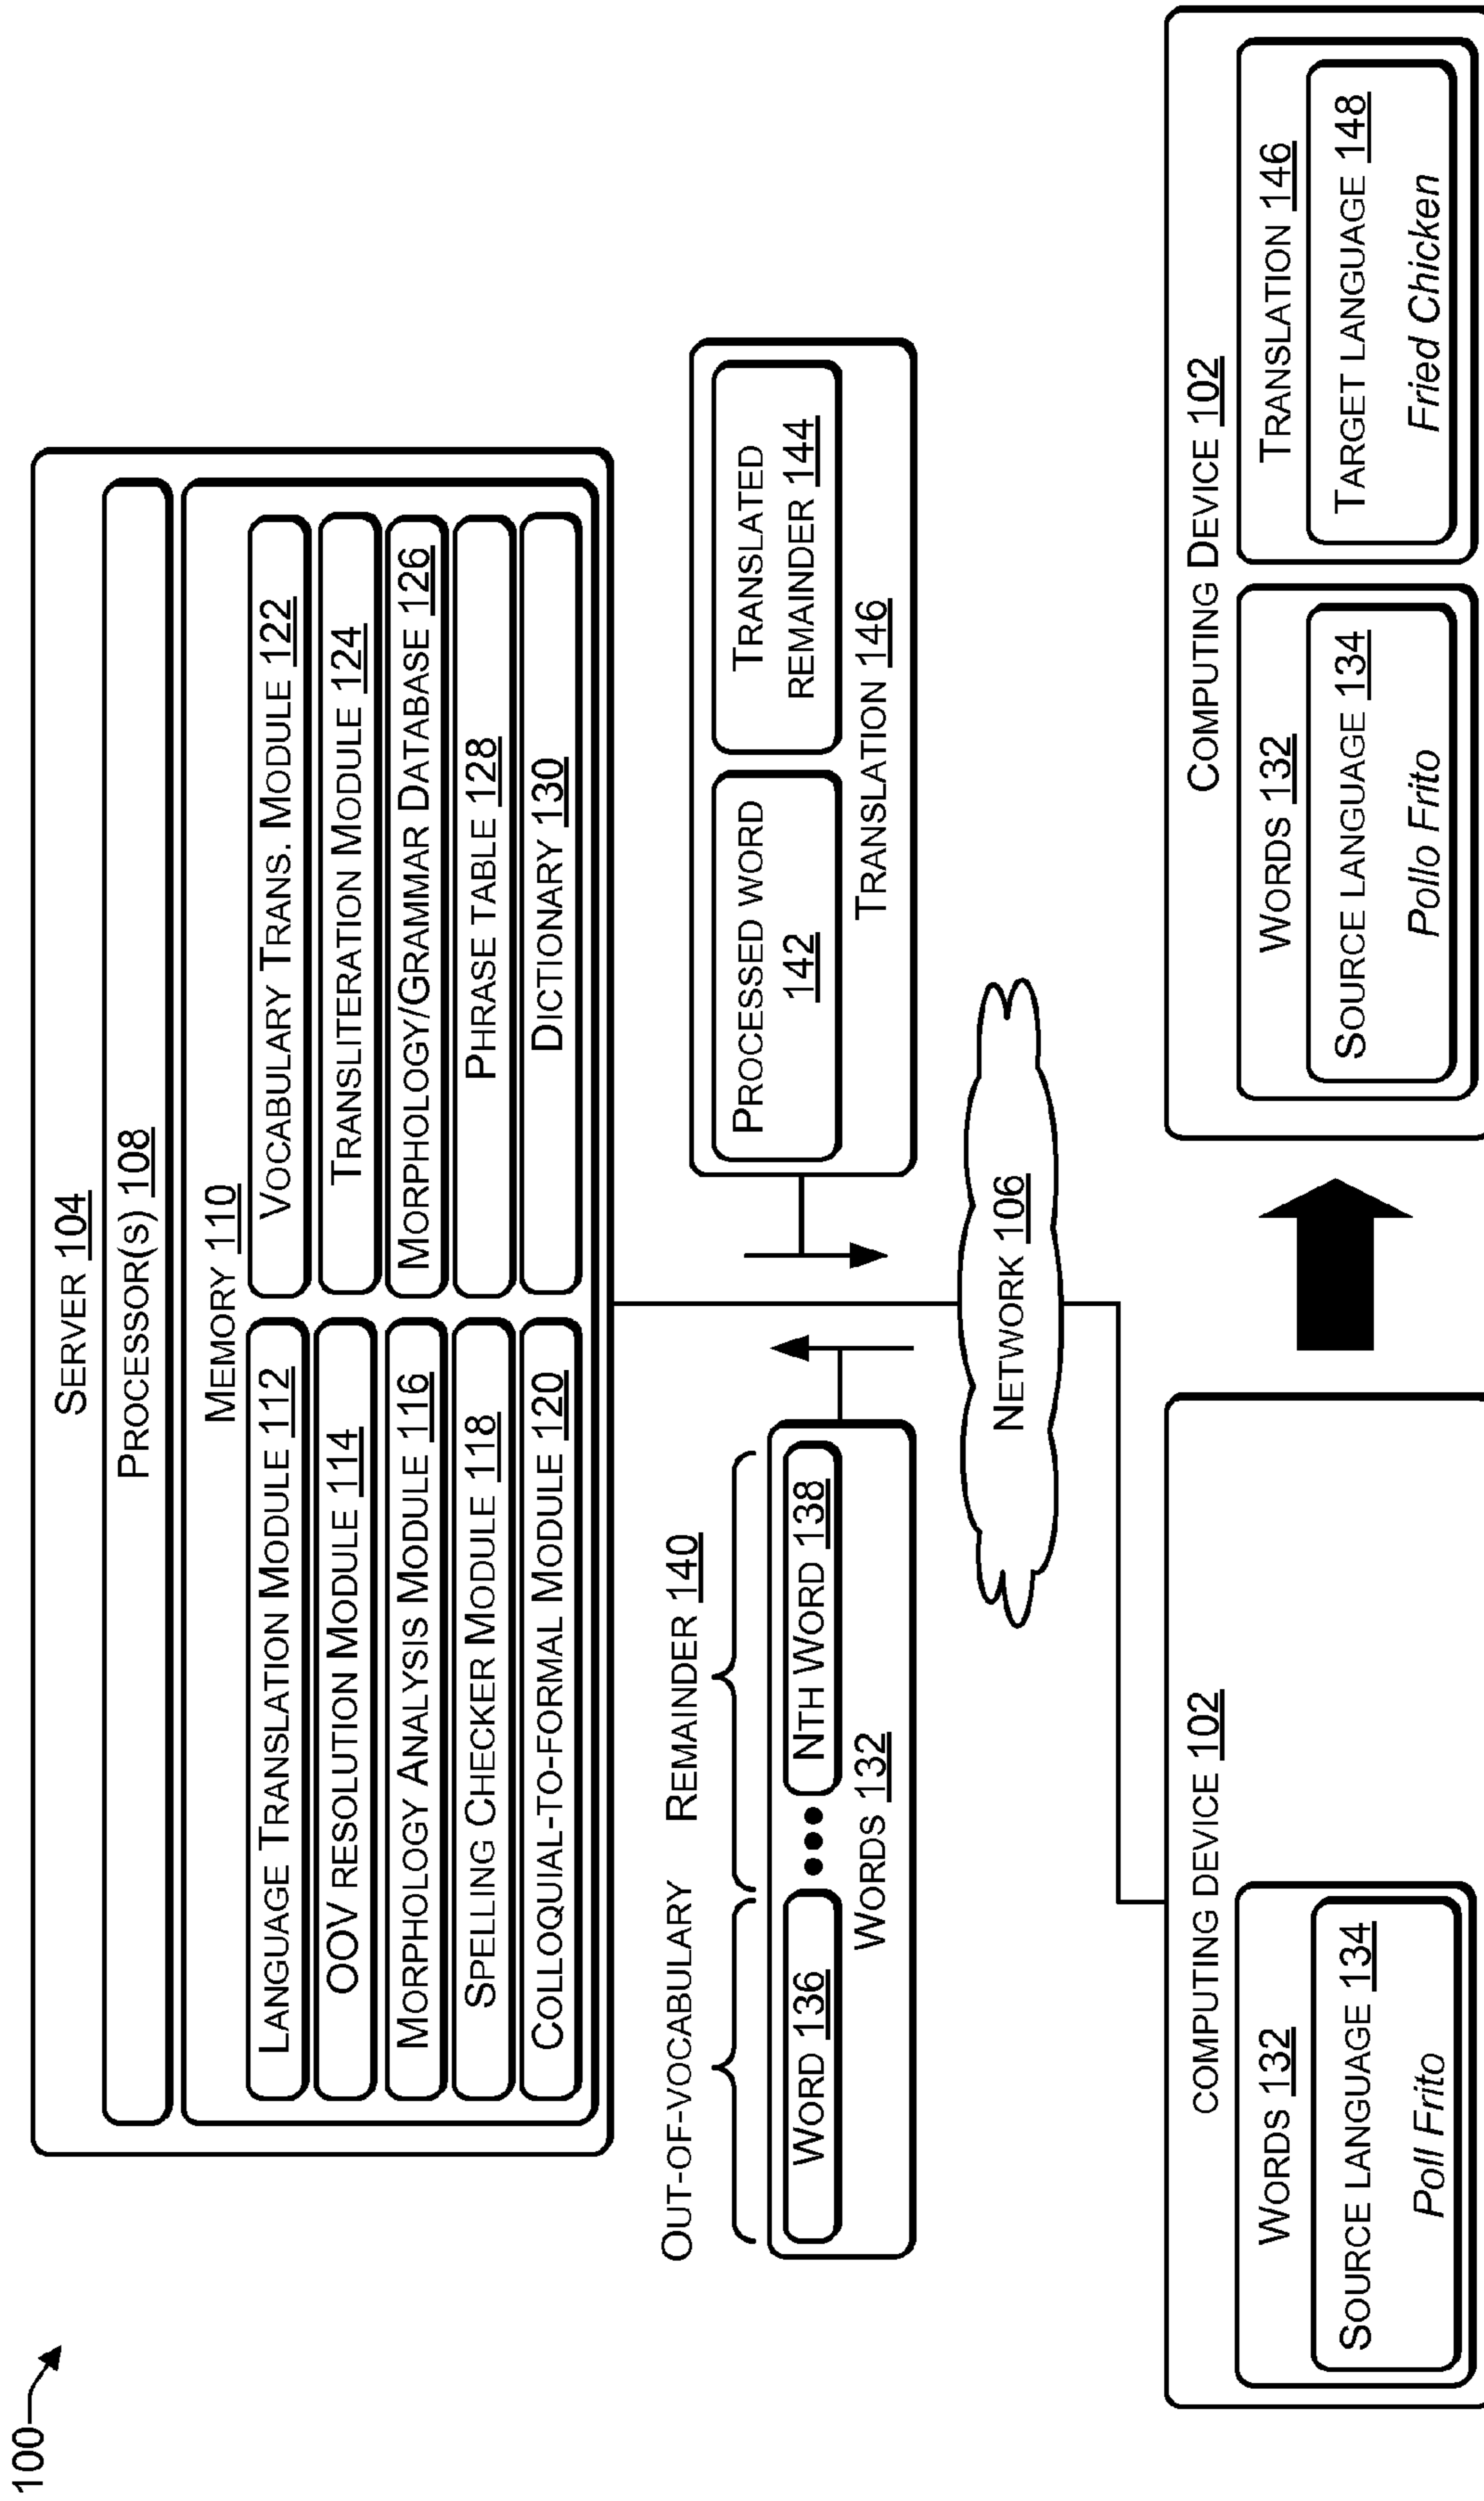 100
SERVER 104
PROCESSOR(S) 108
MEMORY 110
LANGUAGE TRANSLATION MODULE 112
OOV RESOLUTION MODULE 114
MORPHOLOGY ANALYSIS MODULE 116
SPELLING CHECKER MODULE 118
COLLOQUIAL-TO-FORMAL MODULE 120
VOCABULARY TRANS. MODULE 122
TRANSLITERATION MODULE 124
MORPHOLOGY/GRAMMAR DATABASE 126
PHRASE TABLE 128
DICTIONARY 130
OUT-OF-VOCABULARY
REMAINDER 140
WORD 136
NTH WORD 138
WORDS 132
PROCESSED WORD
142
TRANSLATED
REMAINDER 144
TRANSLATION 146
NETWORK 106
COMPUTING DEVICE 102
WORDS 132
SOURCE LANGUAGE 134
Poll Frito
COMPUTING DEVICE 102
WORDS 132
SOURCE LANGUAGE 134
Pollo Frito
TRANSLATION 146
TARGET LANGUAGE 148
Fried Chicken